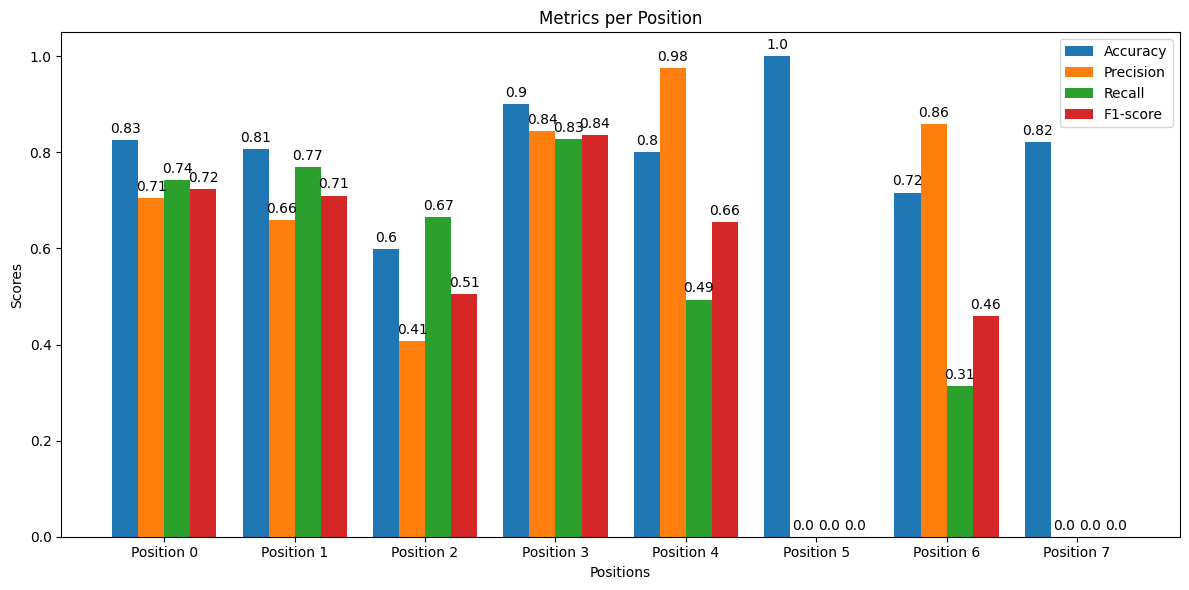 Metrics per Position
Accuracy
Precision
Recall
F1-score
Scores
1.0
0.8
0.6
0.4
0.2
0.0
0.83
0.71
0.74
0.72
0.81
0.66
0.77
0.71
0.6
0.41
0.67
0.51
0.9
0.84
0.83
0.84
0.8
0.98
0.49
0.66
1.0
0.0
0.0
0.0
0.72
0.86
0.31
0.46
0.82
0.0
0.0
0.0
Position 0
Position 1
Position 2
Position 3
Position 4
Position 5
Position 6
Position 7
Positions